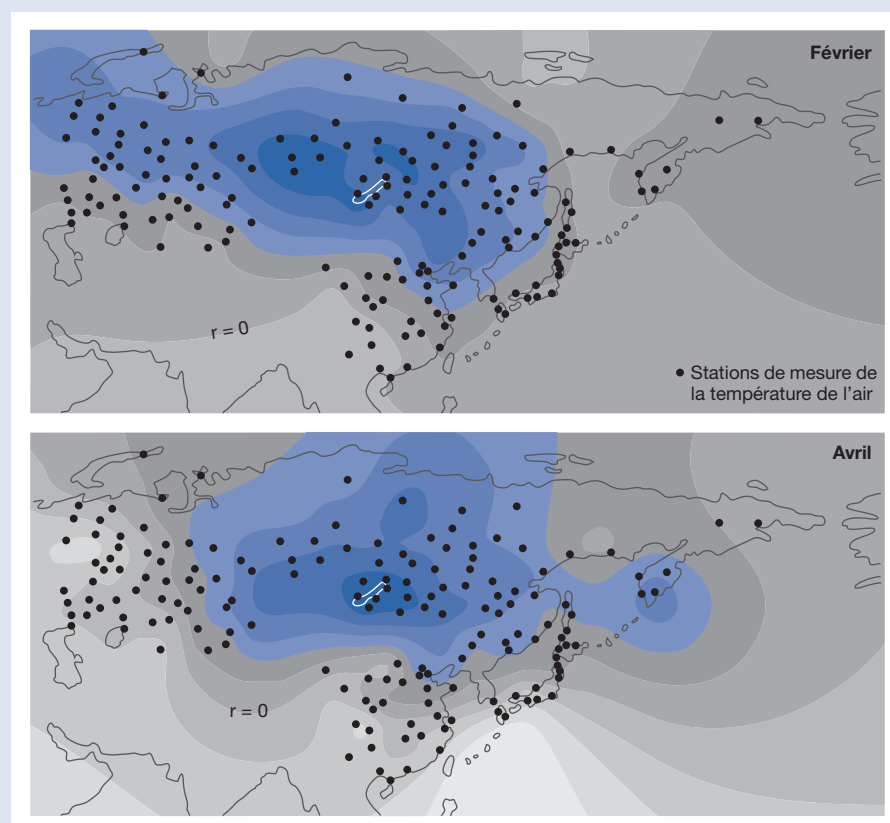 Février
r = 0
• Stations de mesure de
la température de l'air
Avril
r = 0